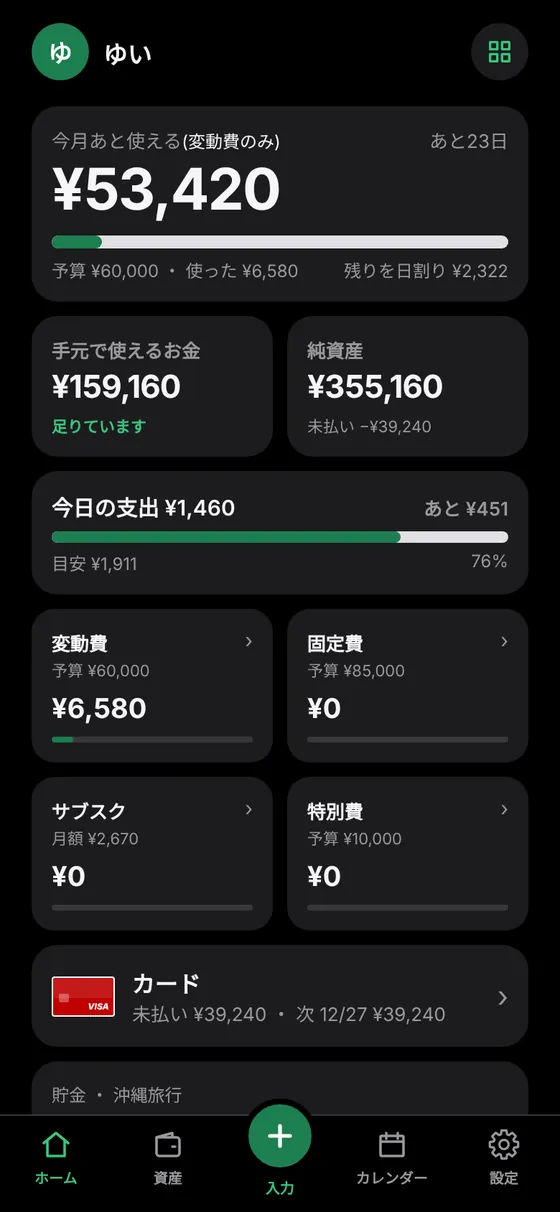 ゆ ゆい
今月あと使える(変動費のみ) あと23日
¥53,420
予算 ¥60,000 ・ 使った ¥6,580 残りを日割り ¥2,322
手元で使えるお金
¥159,160
足りています
純資産
¥355,160
未払い −¥39,240
今日の支出 ¥1,460 あと ¥451
目安 ¥1,911 76%
変動費
予算 ¥60,000
¥6,580
固定費
予算 ¥85,000
¥0
サブスク
月額 ¥2,670
¥0
特別費
予算 ¥10,000
¥0
VISA
カード
未払い ¥39,240 ・ 次 12/27 ¥39,240
貯金 ・ 沖縄旅行
ホーム 資産 入力 カレンダー 設定